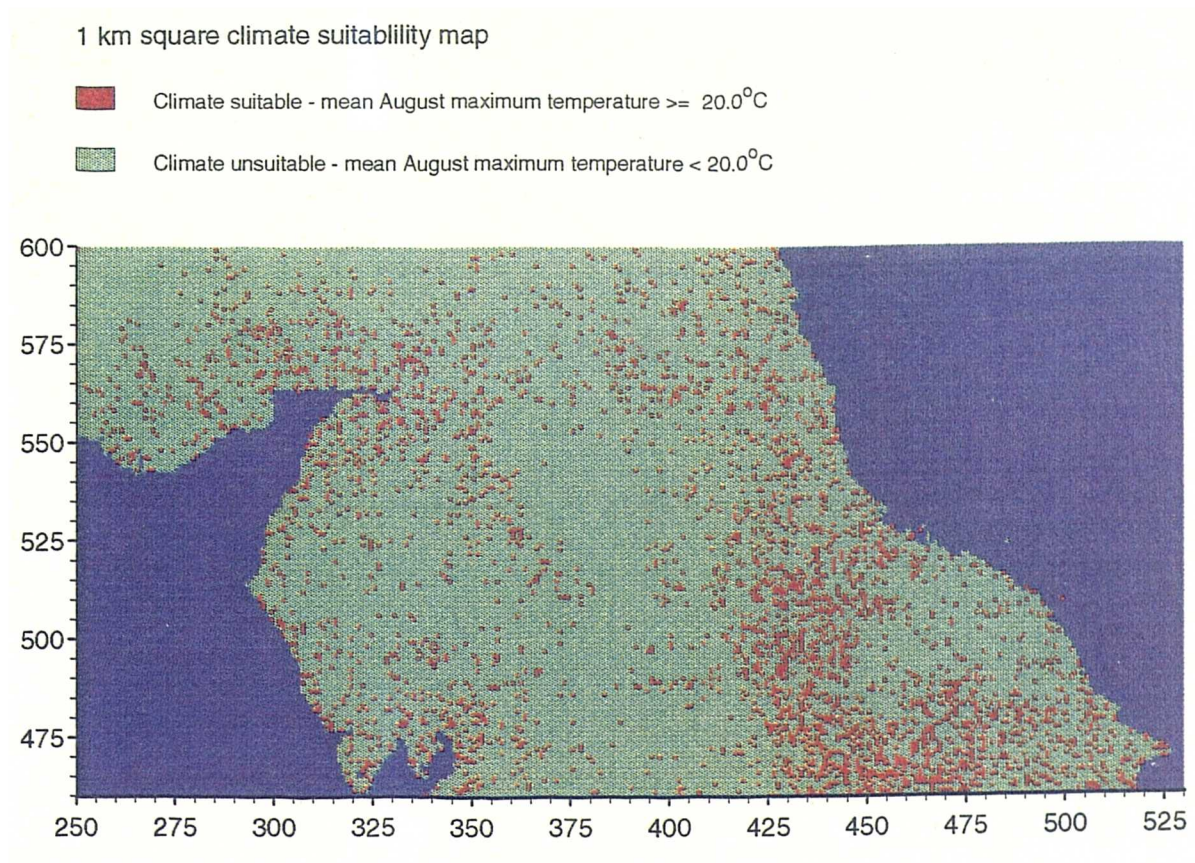 1 km square climate suitablility map
Climate suitable - mean August maximum temperature >= 20.0°C
Climate unsuitable - mean August maximum temperature < 20.0°C
600
575
550
525
500
475
250 275 300 325 350 375 400 425 450 475 500 525